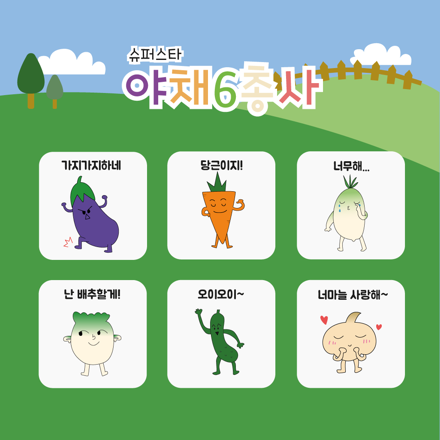 슈퍼스타
야채6총사
가지가지하네
당근이지!
너무해...
난 배추할게!
오이오이~
너마늘 사랑해~